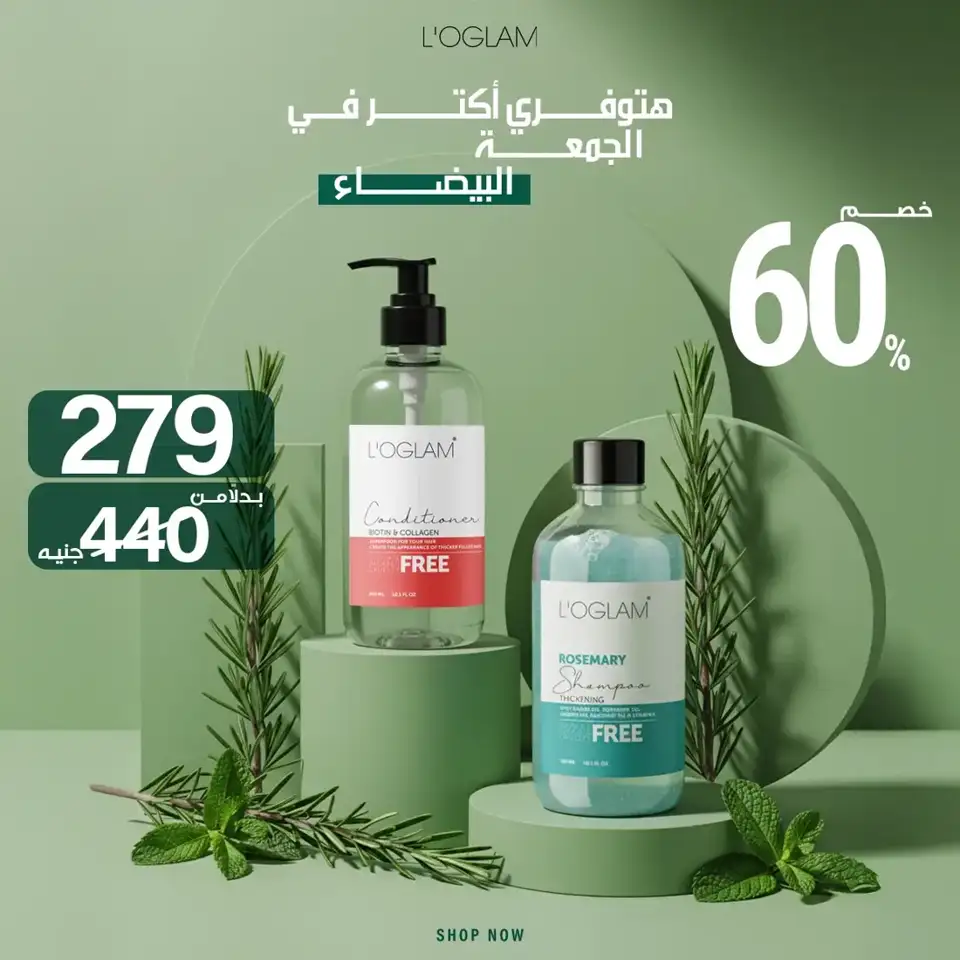 L'OGLAM
هتوفري أكتر في
الجمعة
البيضاء
خصم
60%
279
بدلا من
440 جنيه
L'OGLAM
Conditioner
BIOTIN & COLLAGEN
FREE
L'OGLAM
ROSEMARY
Shampoo
THICKENING
FREE
SHOP NOW